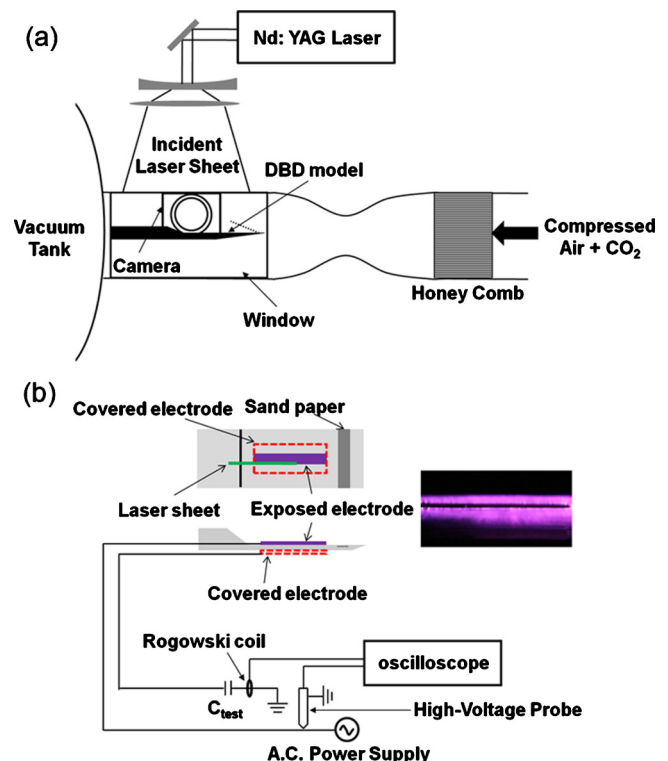 (a)
Nd: YAG Laser
Incident
Laser Sheet
DBD model
Vacuum
Tank
Camera
Compressed
Air + CO₂
Honey Comb
Window
(b)
Covered electrode
Sand paper
Laser sheet
Exposed electrode
Covered electrode
Rogowski coil
oscilloscope
C_test
High-Voltage Probe
A.C. Power Supply